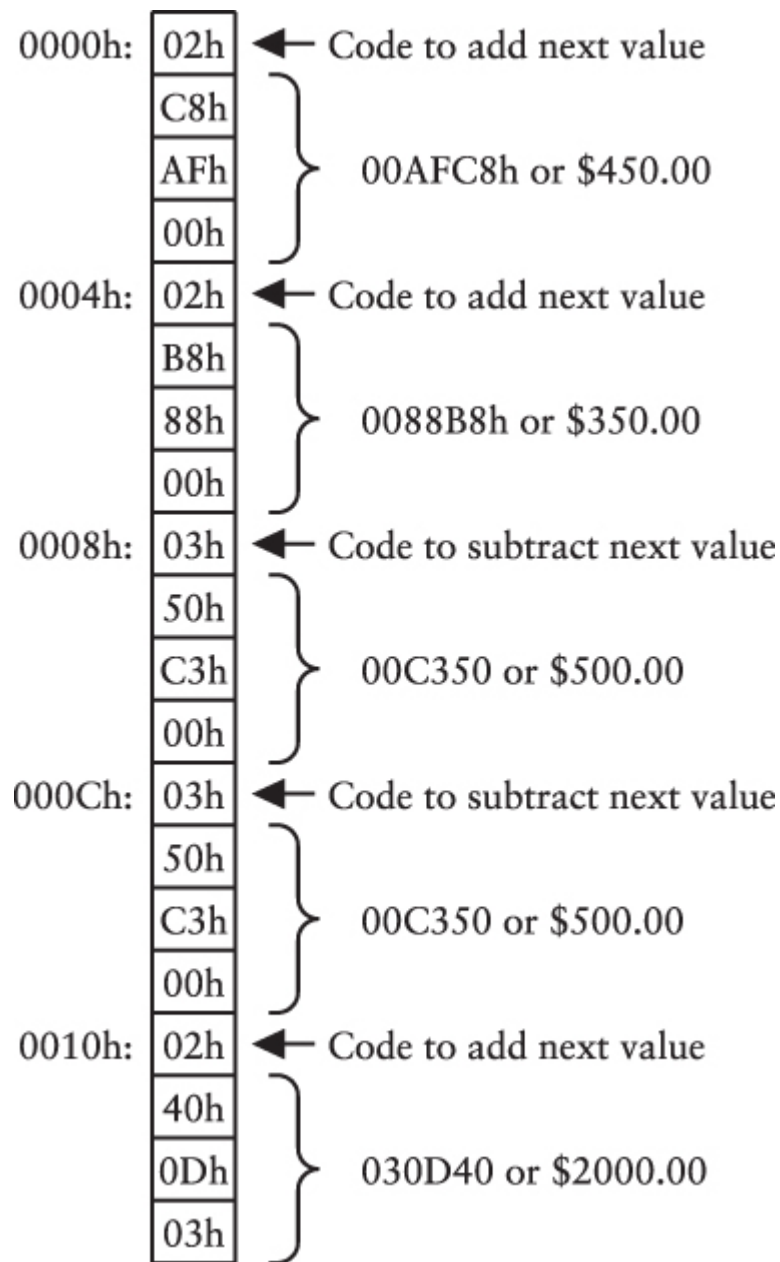 0000h: 02h Code to add next value
C8h
AFh 00AFC8h or $450.00
00h
0004h: 02h Code to add next value
B8h
88h 0088B8h or $350.00
00h
0008h: 03h Code to subtract next value
50h
C3h 00C350 or $500.00
00h
000Ch: 03h Code to subtract next value
50h
C3h 00C350 or $500.00
00h
0010h: 02h Code to add next value
40h
0Dh 030D40 or $2000.00
03h